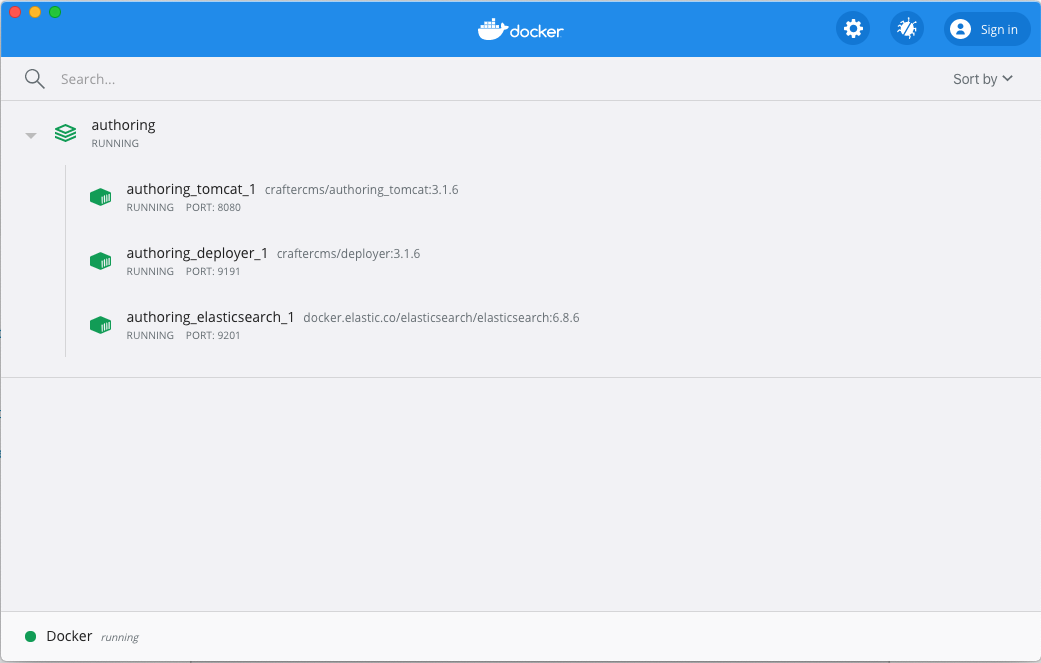 docker
Sign in
Search...
Sort by
authoring
RUNNING
authoring_tomcat_1 craftercms/authoring_tomcat:3.1.6
RUNNING PORT: 8080
authoring_deployer_1 craftercms/deployer:3.1.6
RUNNING PORT: 9191
authoring_elasticsearch_1 docker.elastic.co/elasticsearch/elasticsearch:6.8.6
RUNNING PORT: 9201
Docker running